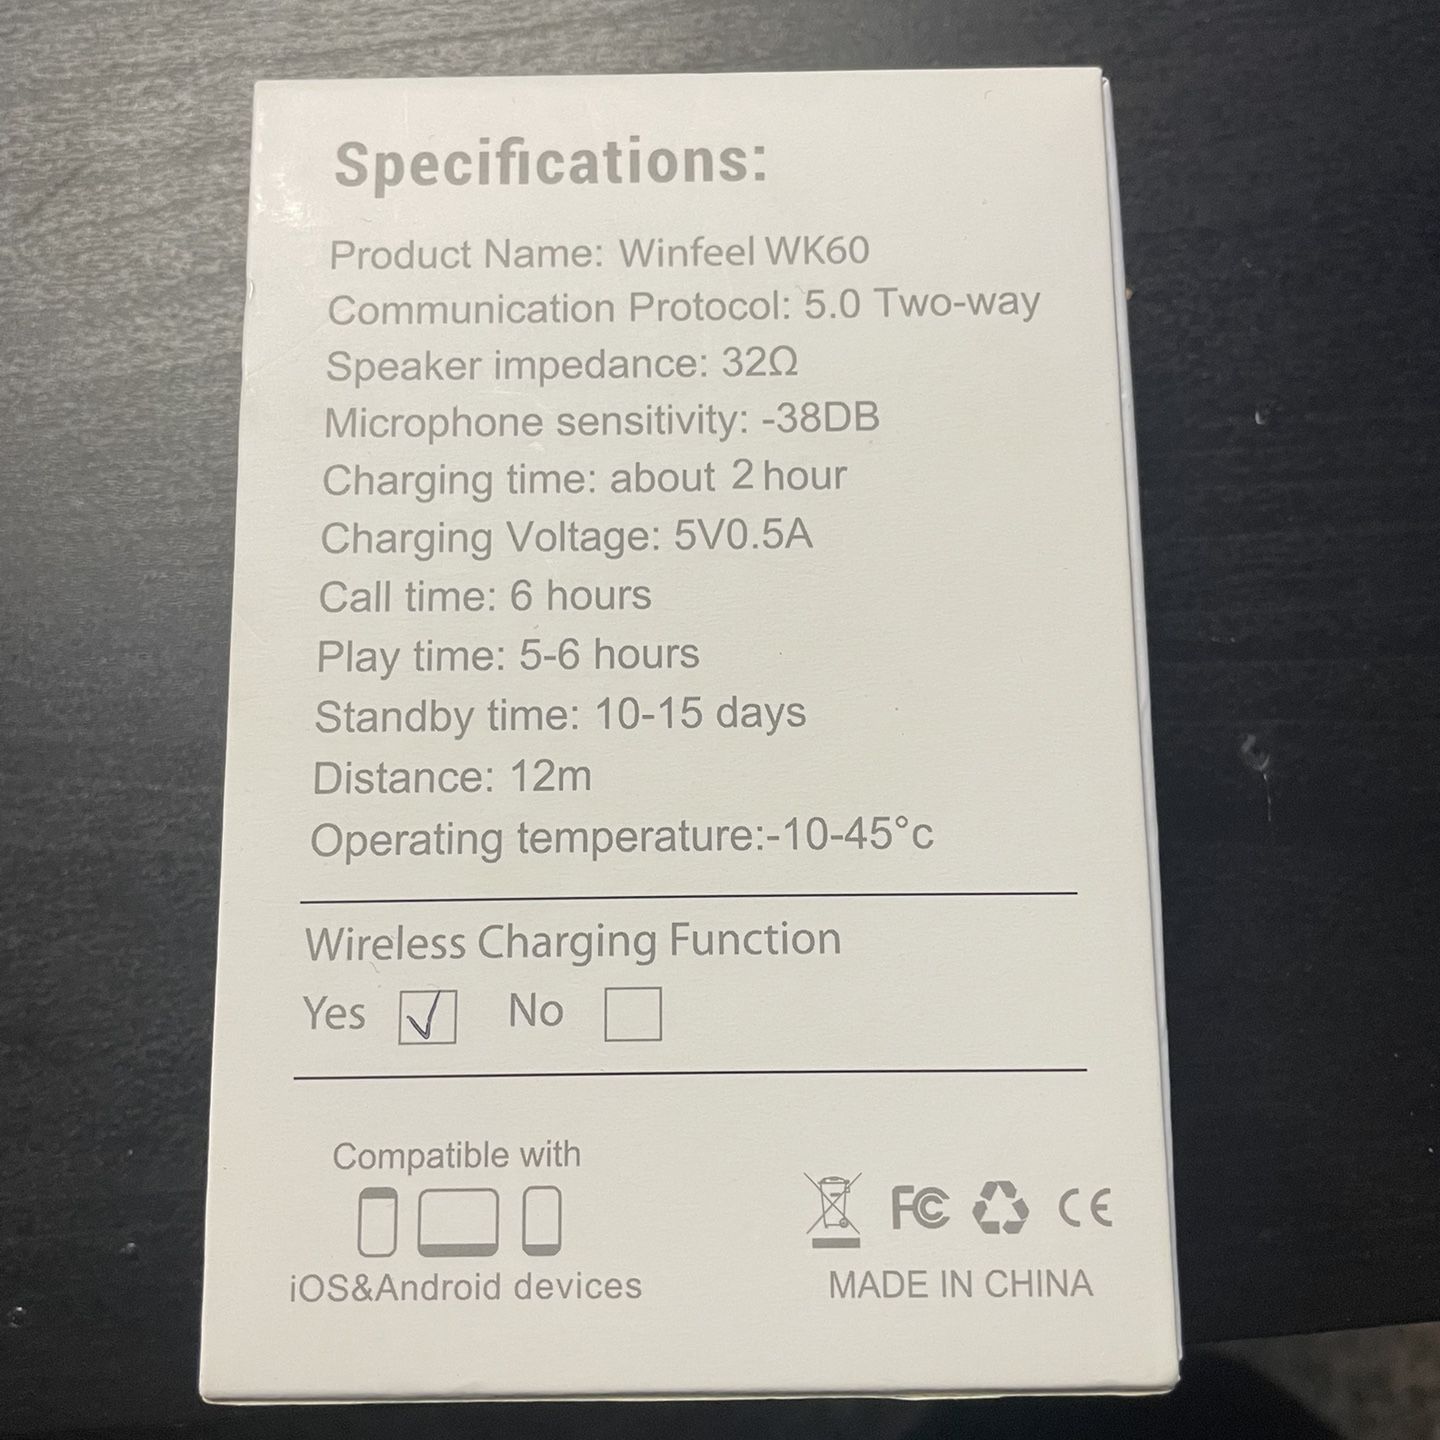 Specifications:
Product Name: Winfeel WK60
Communication Protocol: 5.0 Two-way
Speaker impedance: 32Ω
Microphone sensitivity: -38DB
Charging time: about 2 hour
Charging Voltage: 5V0.5A
Call time: 6 hours
Play time: 5-6 hours
Standby time: 10-15 days
Distance: 12m
Operating temperature:-10-45°c
Wireless Charging Function
Yes ✓ No
Compatible with
iOS&Android devices
FC CE
MADE IN CHINA